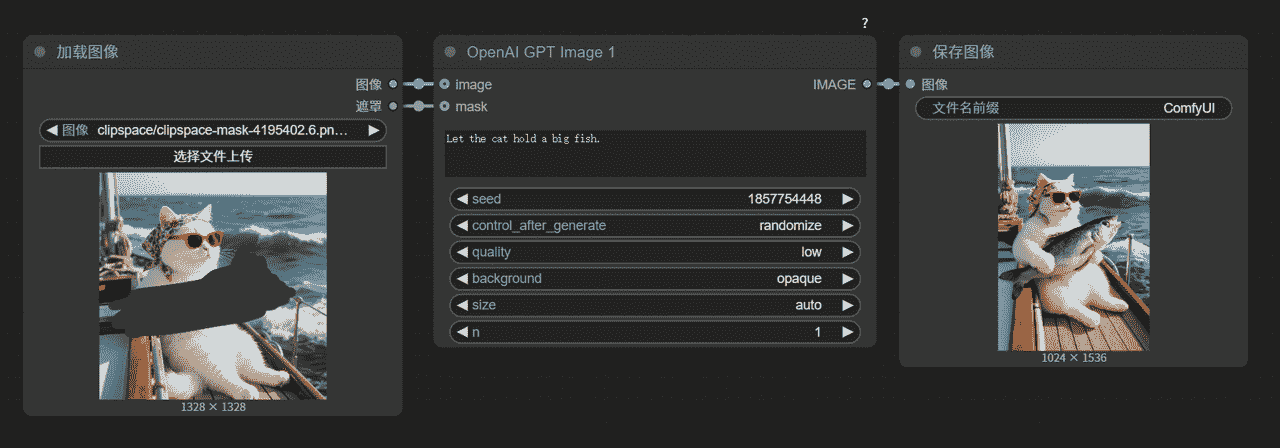 ?
加载图像
图像
遮罩
图像 clipspace/clipspace-mask-4195402.6.pn...
选择文件上传
1328 × 1328
OpenAI GPT Image 1
image
IMAGE
mask
Let the cat hold a big fish.
seed 1857754448
control_after_generate randomize
quality low
background opaque
size auto
n 1
保存图像
图像
文件名前缀 ComfyUI
1024 × 1536